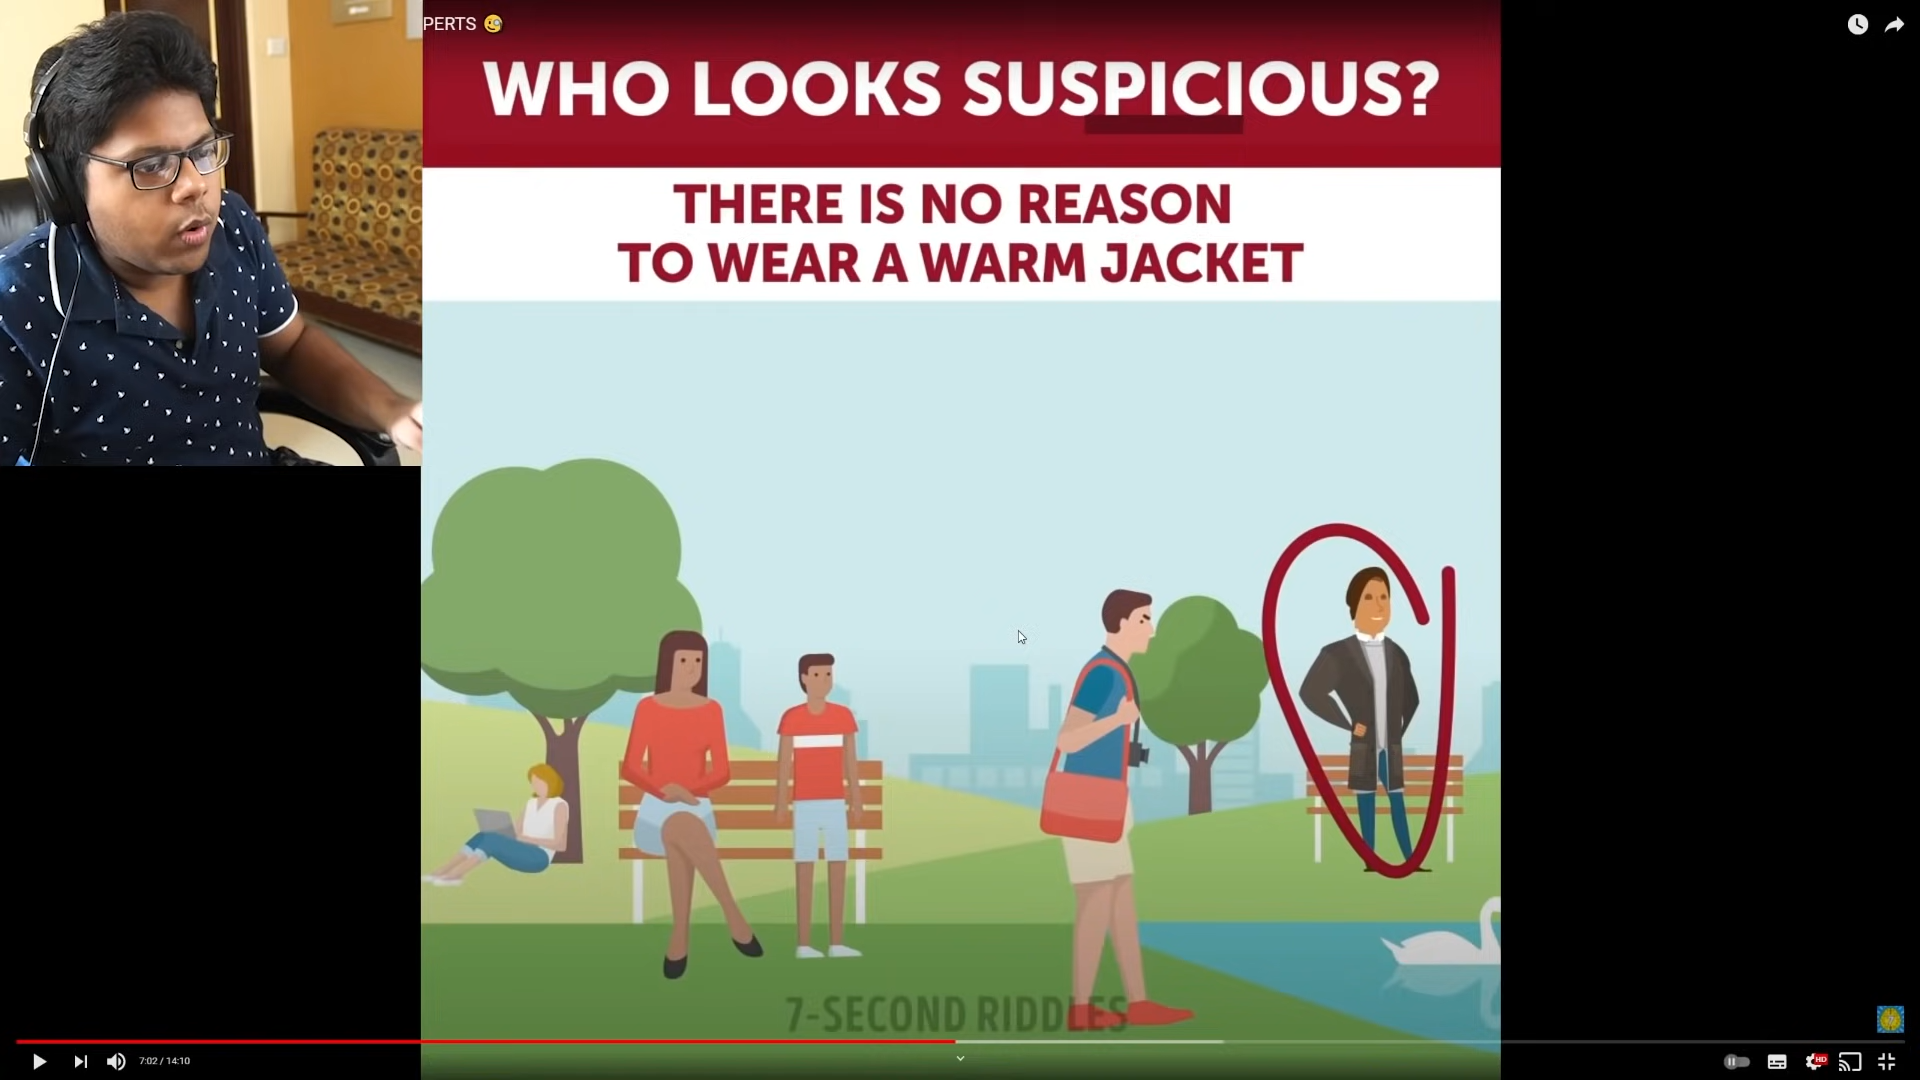 PERTS
WHO LOOKS SUSPICIOUS?
THERE IS NO REASON
TO WEAR A WARM JACKET
7-SECOND RIDDLES
7:02 / 14:10
HD